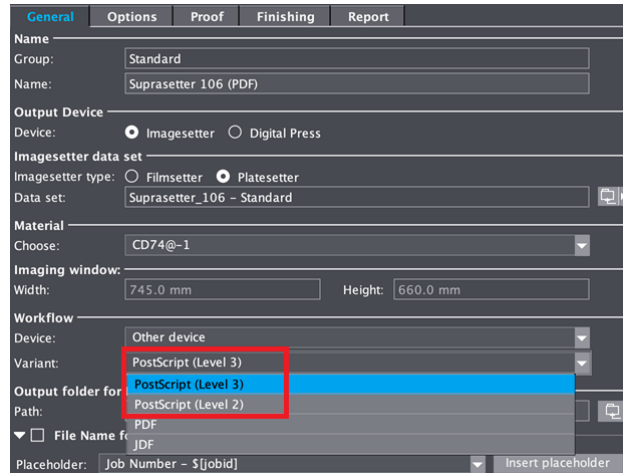 General Options Proof Finishing Report
Name
Group: Standard
Name: Suprasetter 106 (PDF)
Output Device
Device: Imagesetter Digital Press
Imagesetter data set
Imagesetter type: Filmsetter Platesetter
Data set: Suprasetter_106 - Standard
Material
Choose: CD74@-1
Imaging window:
Width: 745.0 mm Height: 660.0 mm
Workflow
Device: Other device
Variant: PostScript (Level 3)
PostScript (Level 3)
Output folder for
PostScript (Level 2)
Path:
PDF
File Name
JDF
Placeholder: Job Number - $[jobid] Insert placeholder